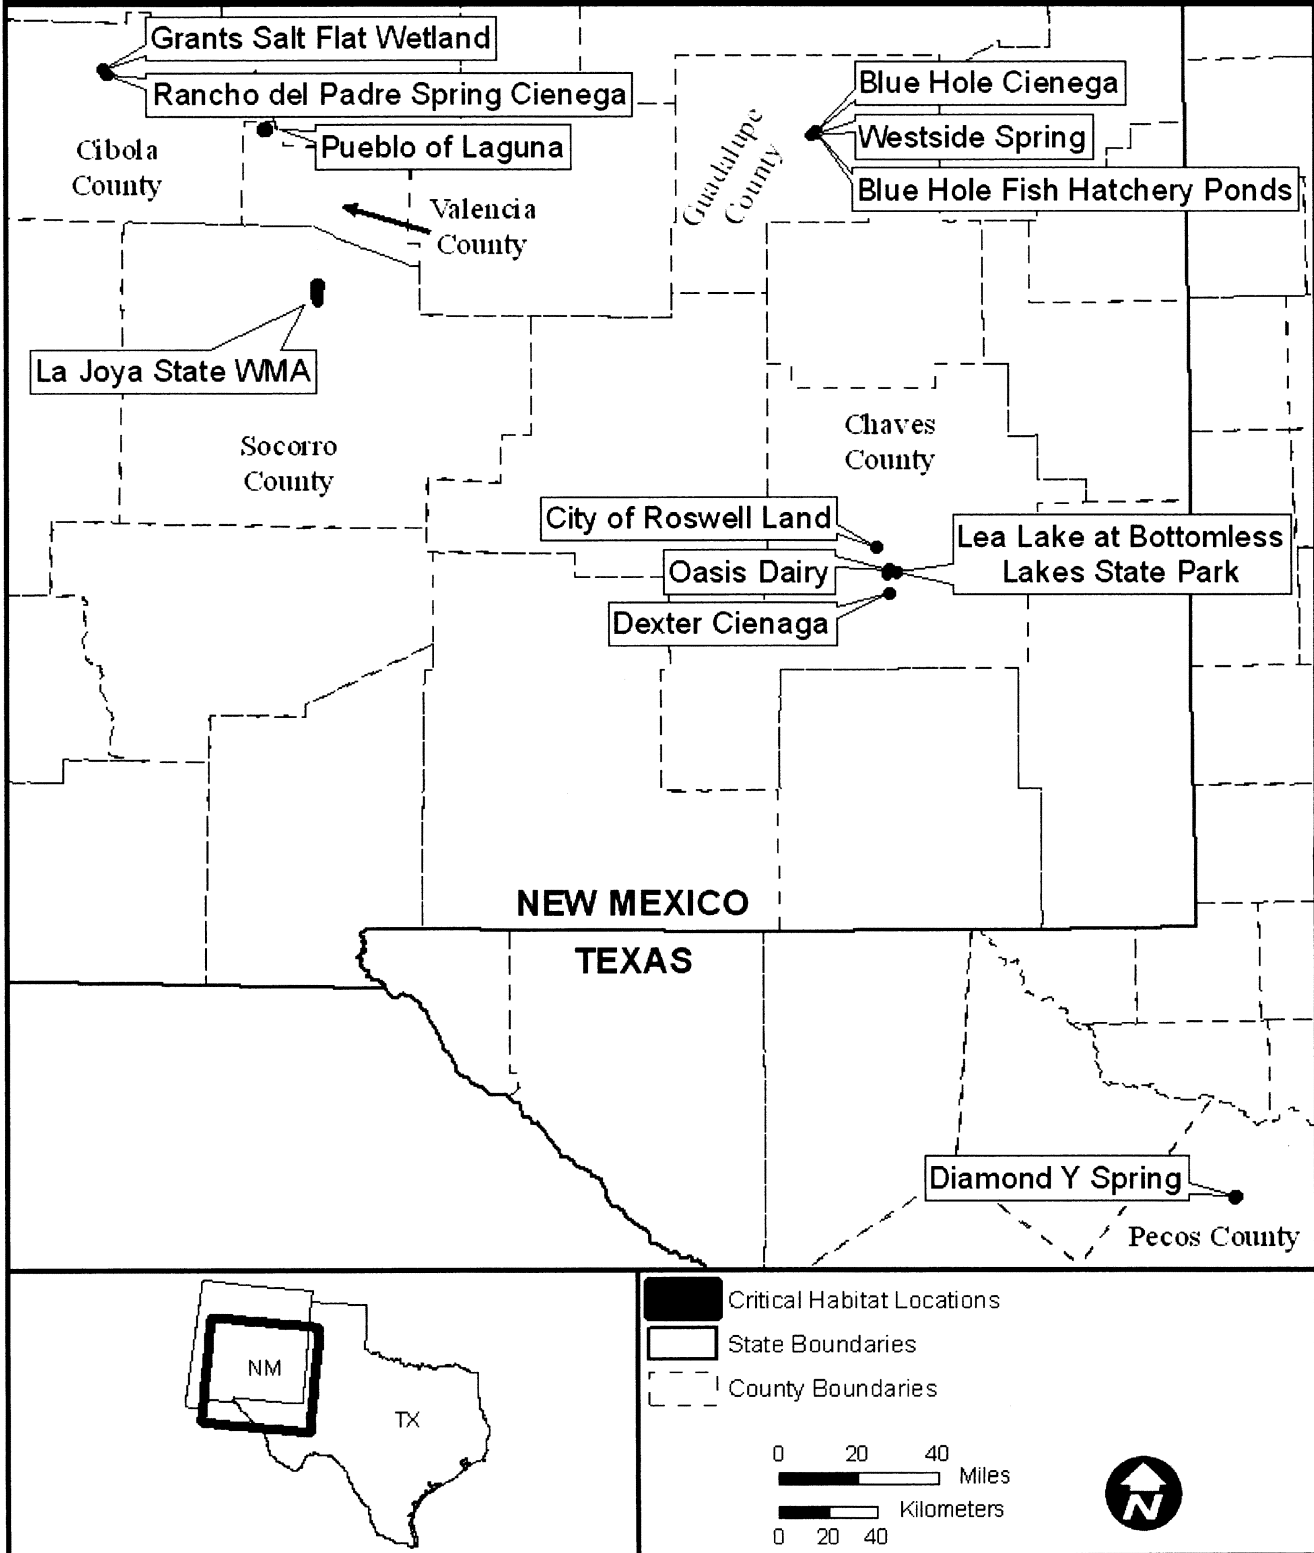 Grants Salt Flat Wetland
Rancho del Padre Spring Cienega
Pueblo of Laguna
Cibola
County
Valencia
County
Guadalupe
County
Blue Hole Cienega
Westside Spring
Blue Hole Fish Hatchery Ponds
La Joya State WMA
Socorro
County
Chaves
County
City of Roswell Land
Oasis Dairy
Dexter Cienaga
Lea Lake at Bottomless
Lakes State Park
NEW MEXICO
TEXAS
Diamond Y Spring
Pecos County
NM
TX
Critical Habitat Locations
State Boundaries
County Boundaries
0 20 40
Miles
Kilometers
0 20 40
N